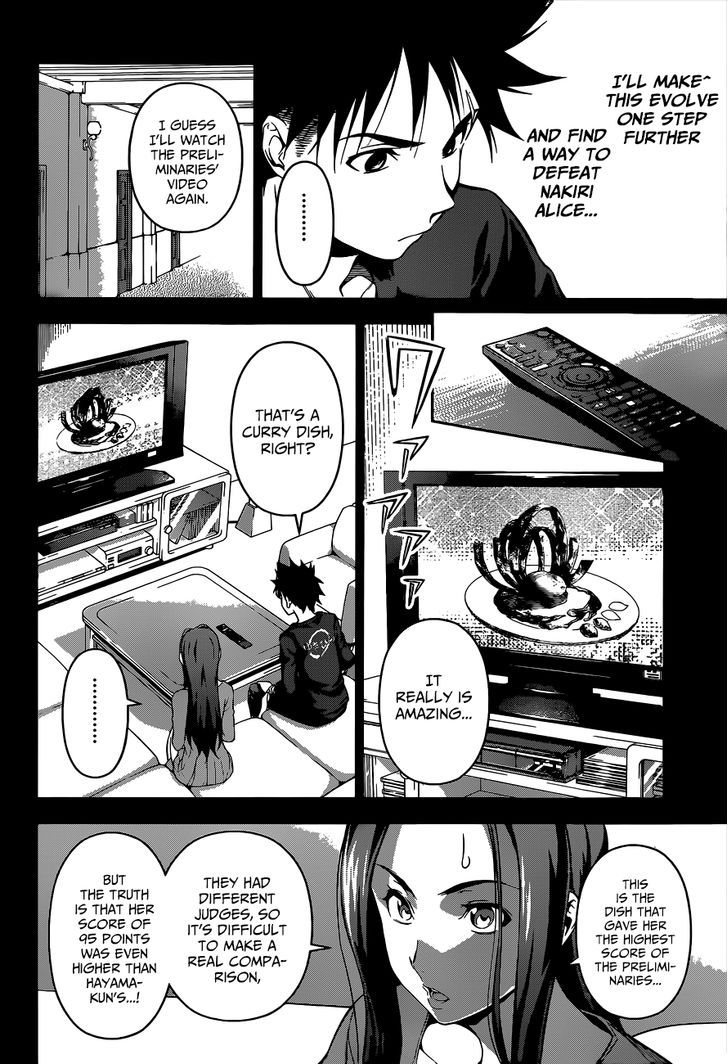 I'LL MAKE
THIS EVOLVE
ONE STEP
FURTHER
AND FIND
A WAY TO
DEFEAT
NAKIRI
ALICE...
.........
I GUESS
I'LL WATCH
THE PRELI-
MINARIES'
VIDEO
AGAIN.
IT
REALLY IS
AMAZING...
THAT'S A
CURRY DISH,
RIGHT?
.........
THIS
IS THE
DISH THAT
GAVE HER
THE HIGHEST
SCORE OF
THE PRELIMI-
NARIES...
THEY HAD
DIFFERENT
JUDGES, SO
IT'S DIFFICULT
TO MAKE A
REAL COMPA-
RISON,
BUT
THE TRUTH
IS THAT HER
SCORE OF
95 POINTS
WAS EVEN
HIGHER THAN
HAYAMA-
KUN'S...!